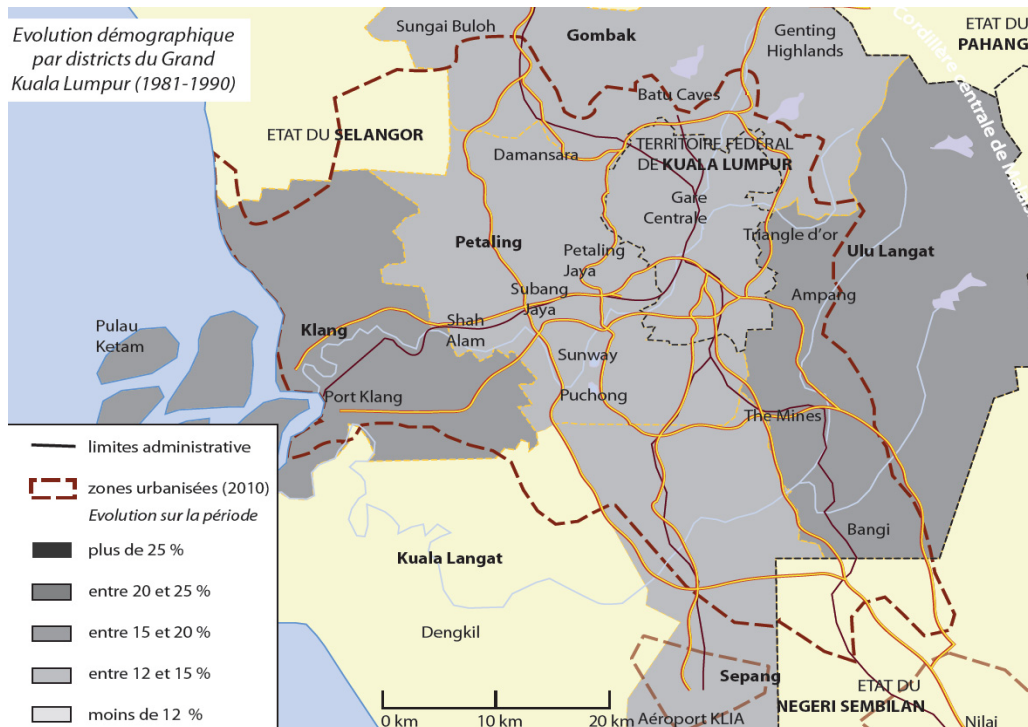 Evolution démographique
par districts du Grand
Kuala Lumpur (1981-1990)
Sungai Buloh
Gombak
Genting
Highlands
ETAT DU
PAHANG
Cordillère centrale de Malai
Batu Caves
ETAT DU SELANGOR
Damansara
TERRITOIRE FÉDÉRAL
DE KUALA LUMPUR
Gare
Centrale
Petaling
Petaling
Jaya
Triangle d'or
Ulu Langat
Subang
Jaya
Ampang
Pulau
Ketam
Klang
Shah
Alam
Sunway
Port Klang
Puchong
The Mines
limites administrative
zones urbanisées (2010)
Evolution sur la période
plus de 25 %
entre 20 et 25 %
entre 15 et 20 %
entre 12 et 15 %
moins de 12 %
Bangi
Kuala Langat
Dengkil
Sepang
ETAT DU
NEGERI SEMBILAN
0 km
10 km
20 km
Aéroport KLIA
Nilai